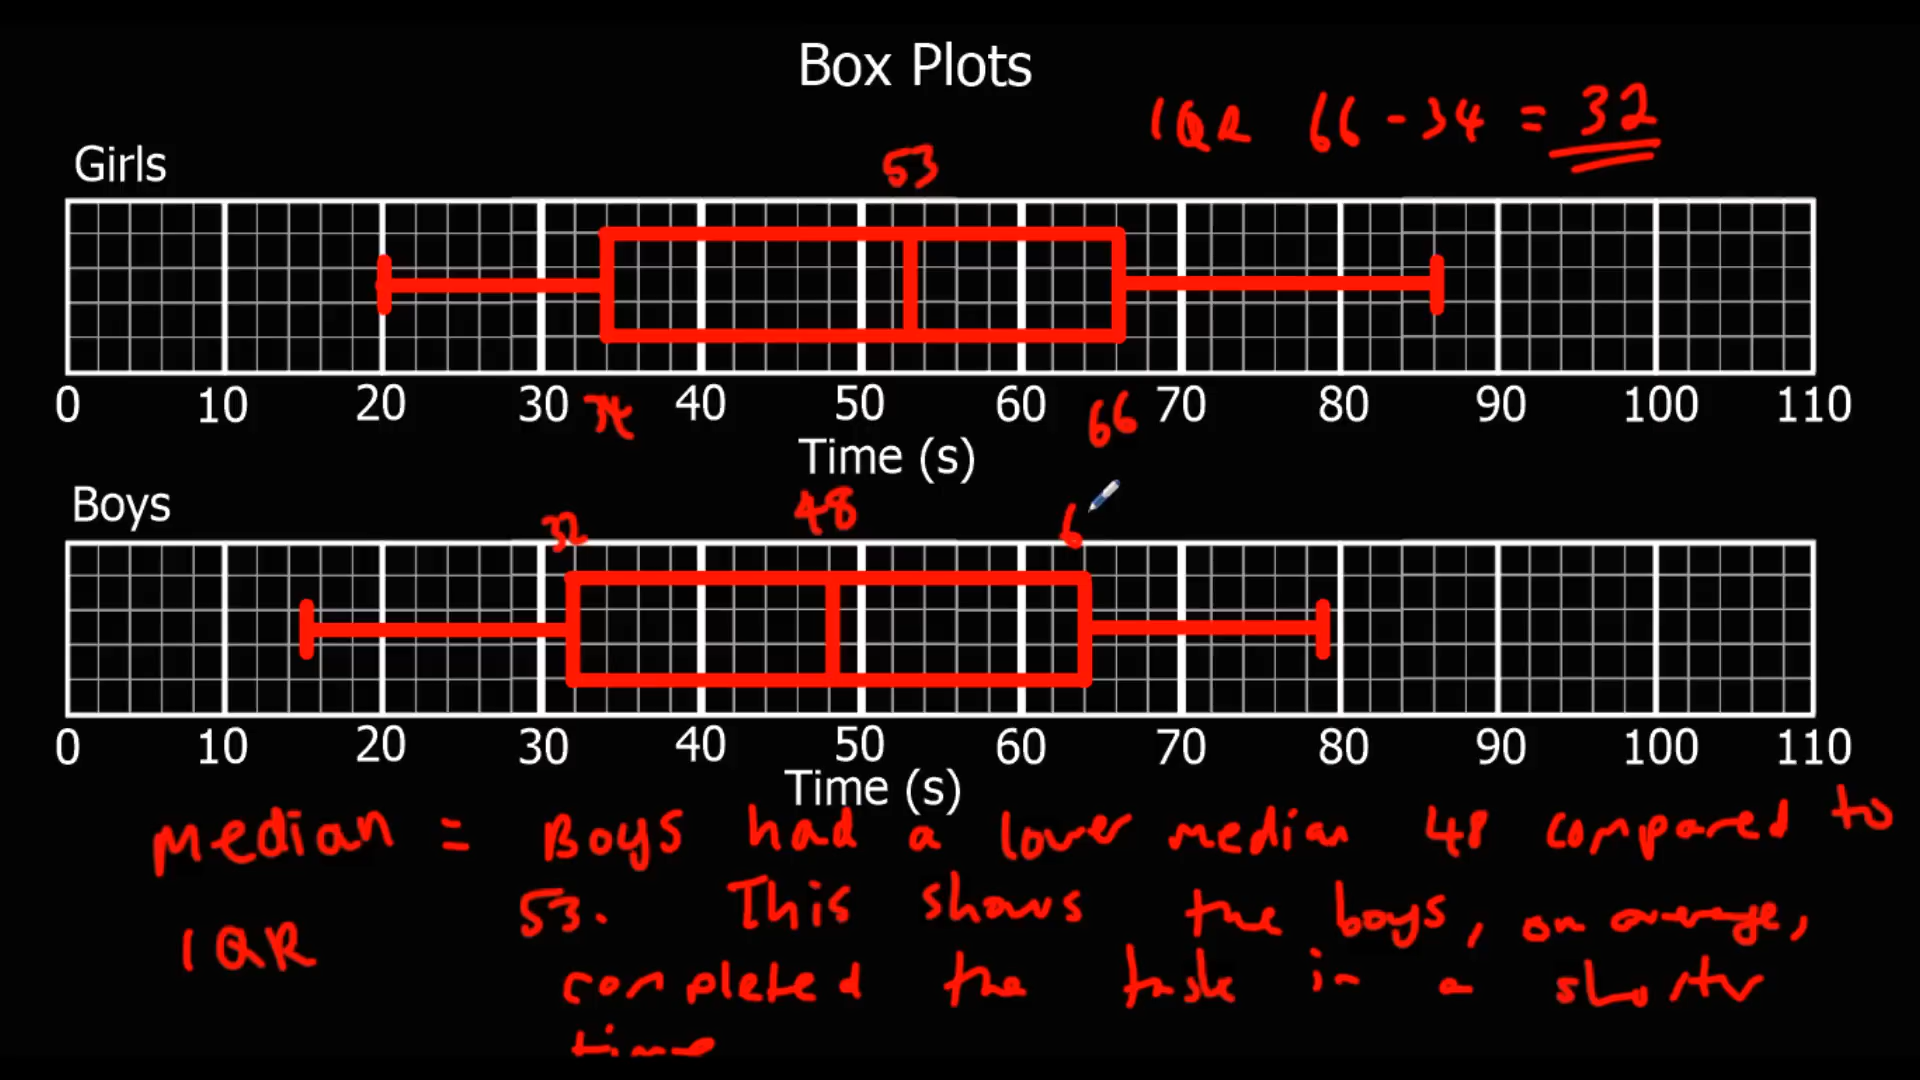 Box Plots
IQR 66 - 34 = 32
Girls
53
0 10 20 30 40 50 60 70 80 90 100 110
34 66
Time (s)
Boys
32 48 6
0 10 20 30 40 50 60 70 80 90 100 110
Time (s)
Median = Boys had a lower median 48 compared to
53. This shows the boys, on average,
IQR
completed the task in a shorter
time